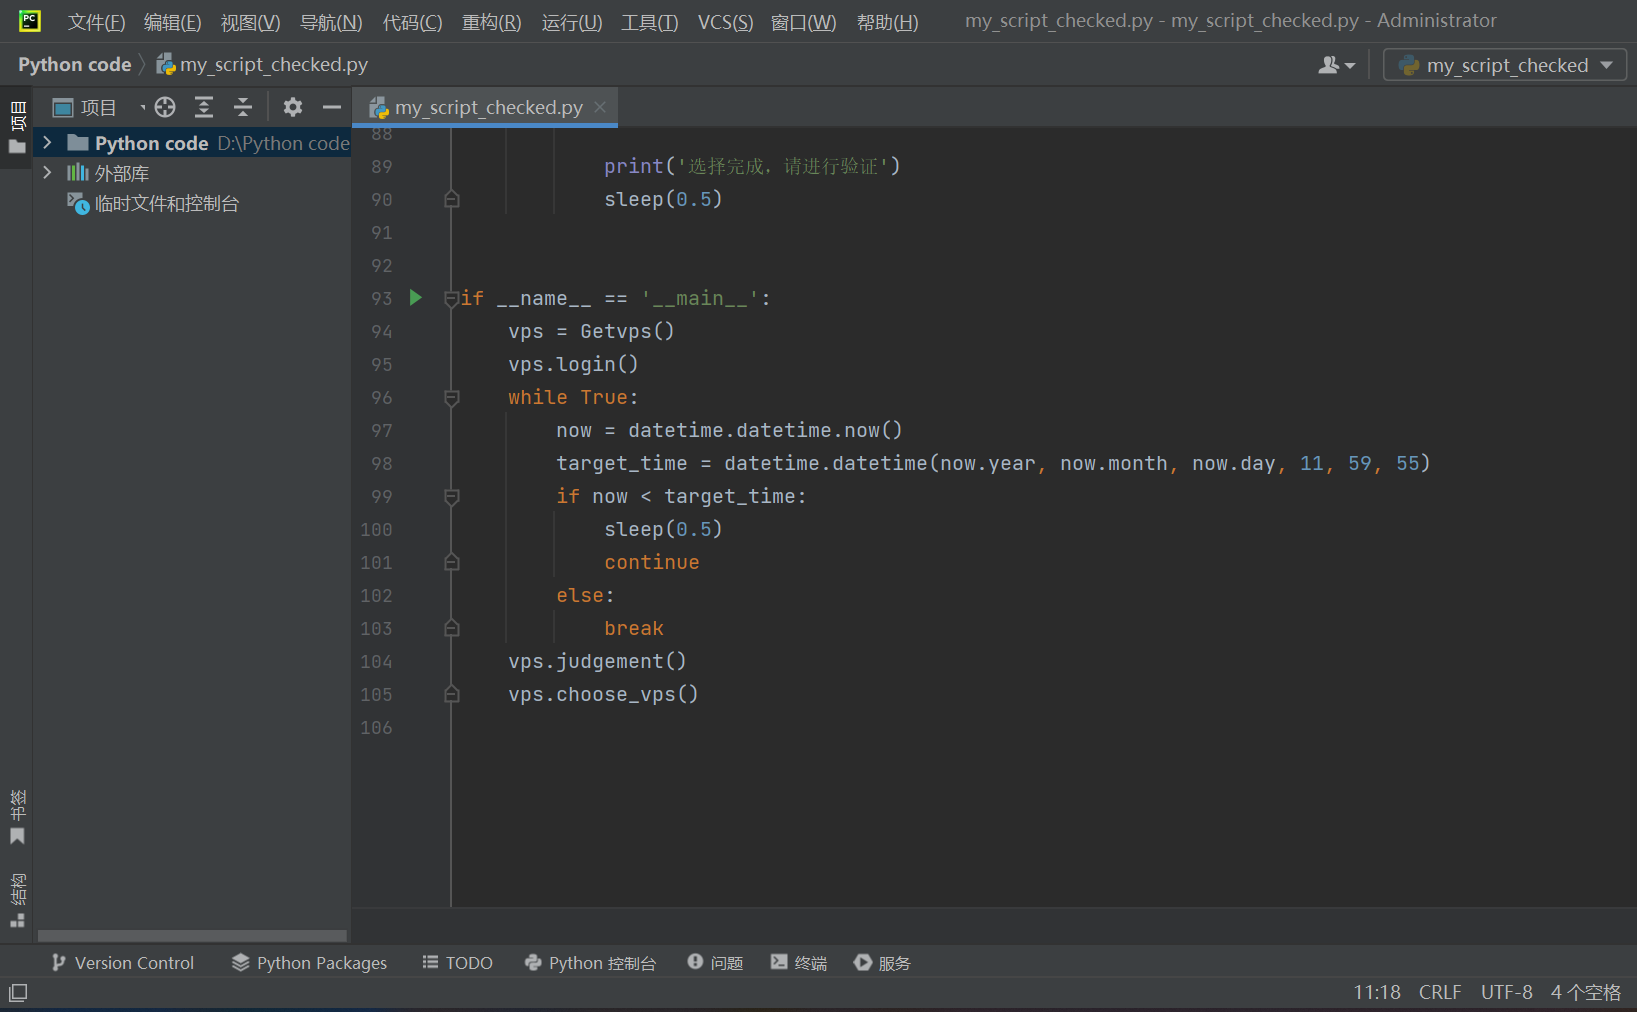 PC 文件(F) 编辑(E) 视图(V) 导航(N) 代码(C) 重构(R) 运行(U) 工具(T) VCS(S) 窗口(W) 帮助(H) my_script_checked.py - my_script_checked.py - Administrator
Python code my_script_checked.py my_script_checked
项目
项目
my_script_checked.py
Python code D:\Python code
外部库
临时文件和控制台
88
89 print('选择完成，请进行验证')
90 sleep(0.5)
91
92
93 if __name__ == '__main__':
94 vps = Getvps()
95 vps.login()
96 while True:
97 now = datetime.datetime.now()
98 target_time = datetime.datetime(now.year, now.month, now.day, 11, 59, 55)
99 if now < target_time:
100 sleep(0.5)
101 continue
102 else:
103 break
104 vps.judgement()
105 vps.choose_vps()
106
书签
结构
Version Control Python Packages TODO Python 控制台 问题 终端 服务
11:18 CRLF UTF-8 4 个空格